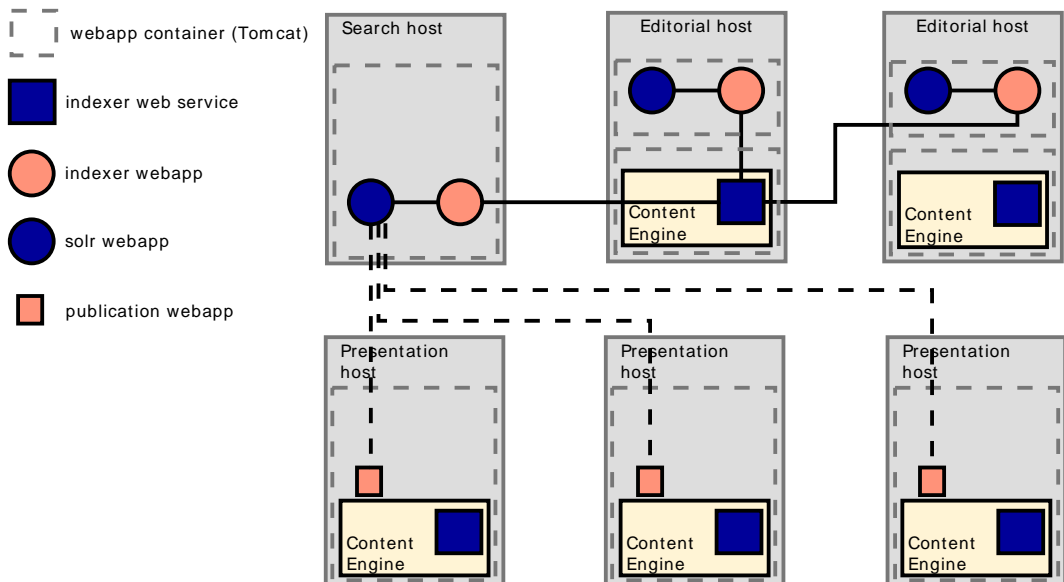 webapp container (Tomcat)
indexer web service
indexer webapp
solr webapp
publication webapp
Search host
Editorial host
Editorial host
Content
Engine
Content
Engine
Presentation
host
Presentation
host
Presentation
host
Content
Engine
Content
Engine
Content
Engine